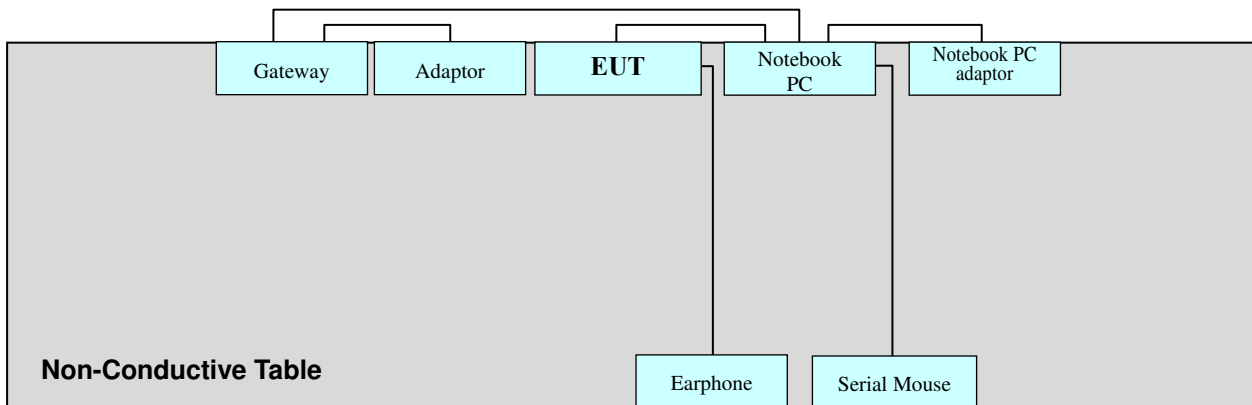 Gateway
Adaptor
EUT
Notebook
PC
Notebook PC
adaptor
Non-Conductive Table
Earphone
Serial Mouse